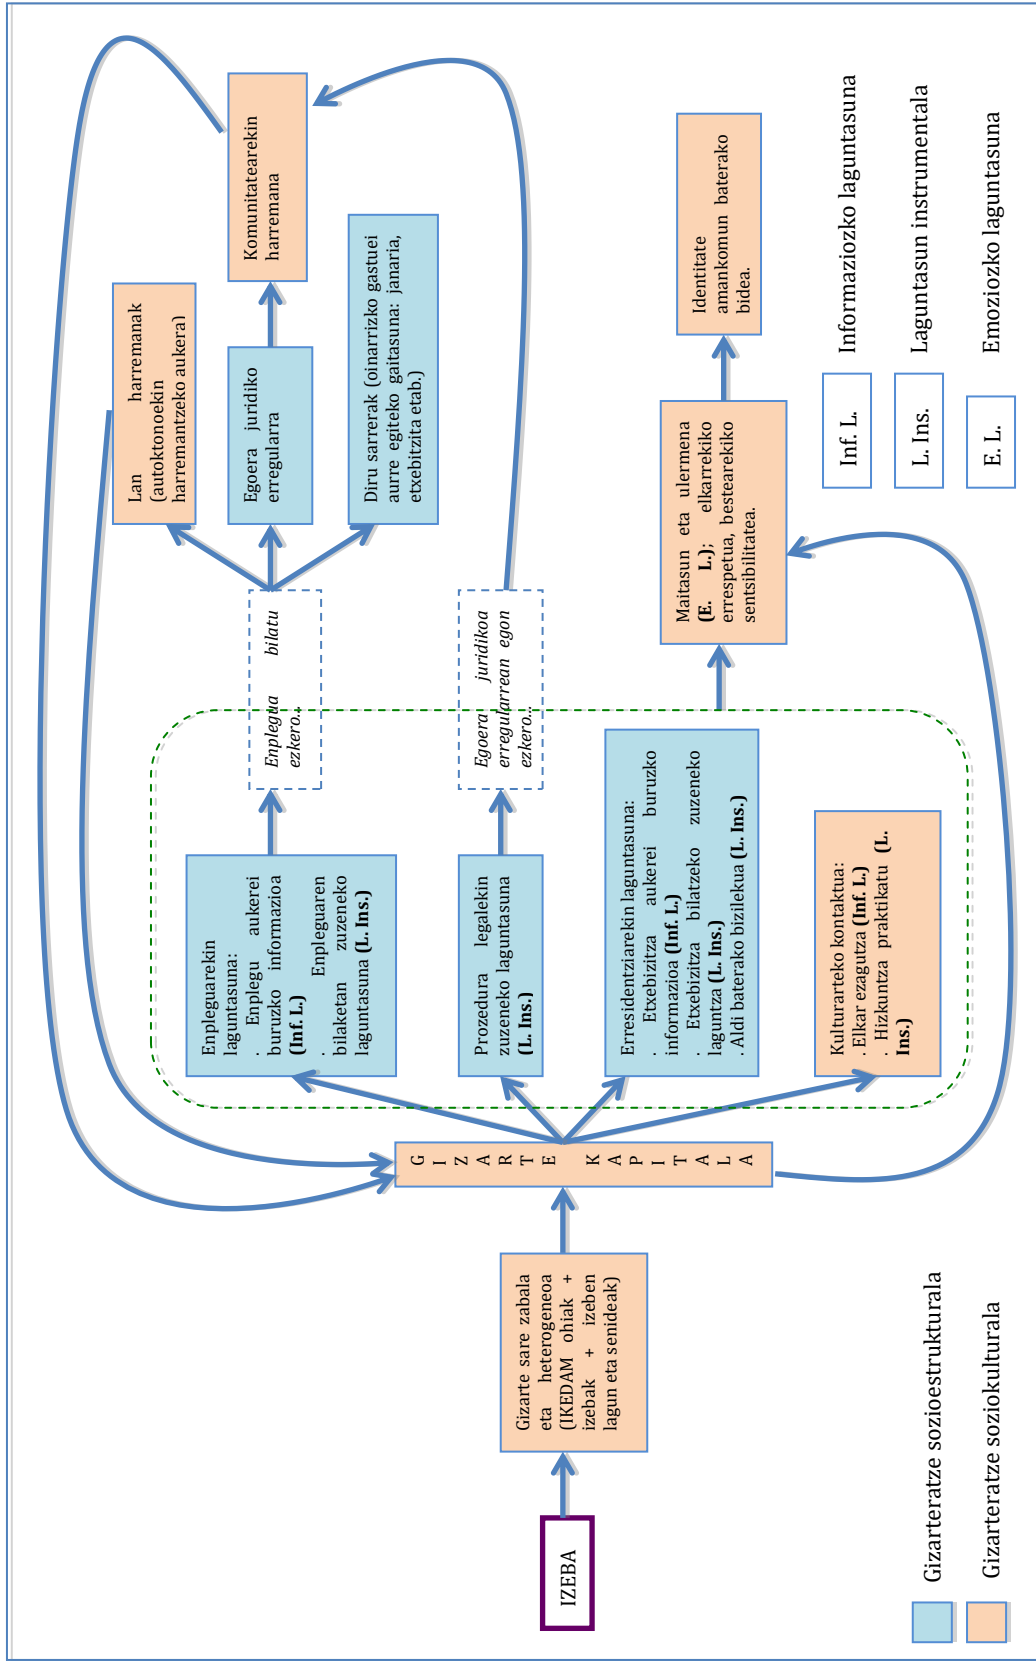 IZEBA
Gizarte sare zabala
eta heterogeneoa
(IKEDAM ohiak +
izebak + izeben
lagun eta senideak)
GIZARTE KAPITALA
Enpleguarekin
laguntasuna:
. Enplegu aukerei
buruzko informazioa
(Inf. L.)
. Enpleguaren
bilaketan zuzeneko
laguntasuna (L. Ins.)
Prozedura legalekin
zuzeneko laguntasuna
(L. Ins.)
Erresidentziarekin laguntasuna:
. Etxebizitza aukerei buruzko
informazioa (Inf. L.)
. Etxebizitza bilatzeko zuzeneko
laguntza (L. Ins.)
. Aldi baterako bizilekua (L. Ins.)
Kulturarteko kontaktua:
. Elkar ezagutza (Inf. L.)
. Hizkuntza praktikatu (L.
Ins.)
Enplegua bilatu
ezkero...
Egoera juridikoa
erregularrean egon
ezkero...
Lan harremanak
(autoktonoekin
harremantzeko aukera)
Egoera juridiko
erregularra
Diru sarrerak (oinarrizko gastuei
aurre egiteko gaitasuna: janaria,
etxebitzita etab.)
Komunitatearekin
harremana
Maitasun eta ulermena
(E. L.); elkarrekiko
errespetua, bestearekiko
sentsibilitatea.
Identitate
amankomun baterako
bidea.
Gizarteratze sozioestrukturala
Gizarteratze soziokulturala
Inf. L. Informaziozko laguntasuna
L. Ins. Laguntasun instrumentala
E. L. Emoziozko laguntasuna